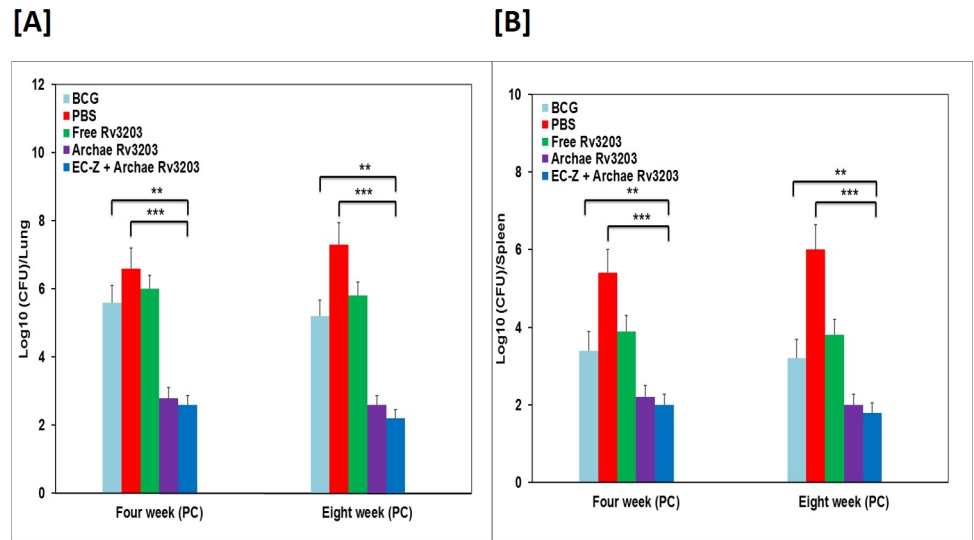 [A]
[B]
12
10
8
6
4
2
0
Log10 (CFU)/Lung
BCG
PBS
Free Rv3203
Archae Rv3203
EC-Z + Archae Rv3203
**
***
**
***
Four week (PC)
Eight week (PC)
10
8
6
4
2
0
Log10 (CFU)/Spleen
BCG
PBS
Free Rv3203
Archae Rv3203
EC-Z + Archae Rv3203
**
***
**
***
Four week (PC)
Eight week (PC)